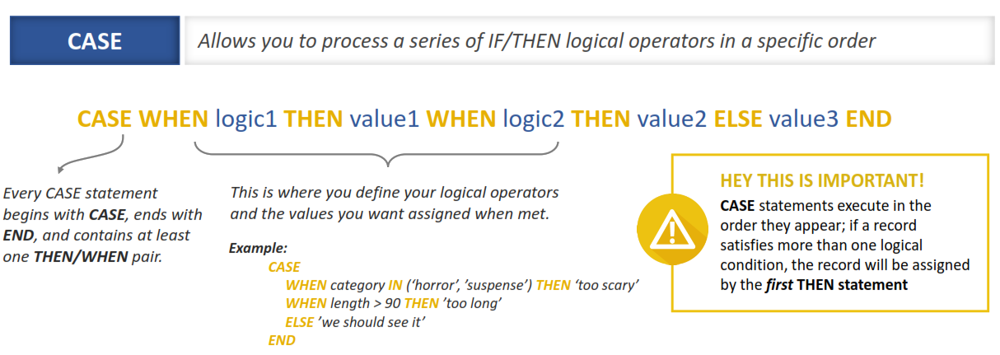 CASE
Allows you to process a series of IF/THEN logical operators in a specific order
CASE WHEN logic1 THEN value1 WHEN logic2 THEN value2 ELSE value3 END
Every CASE statement
begins with CASE, ends with
END, and contains at least
one THEN/WHEN pair.
This is where you define your logical operators
and the values you want assigned when met.
Example:
CASE
WHEN category IN (‘horror’, ’suspense’) THEN ‘too scary’
WHEN length > 90 THEN ‘too long’
ELSE ’we should see it’
END
HEY THIS IS IMPORTANT!
CASE statements execute in the
order they appear; if a record
satisfies more than one logical
condition, the record will be assigned
by the first THEN statement